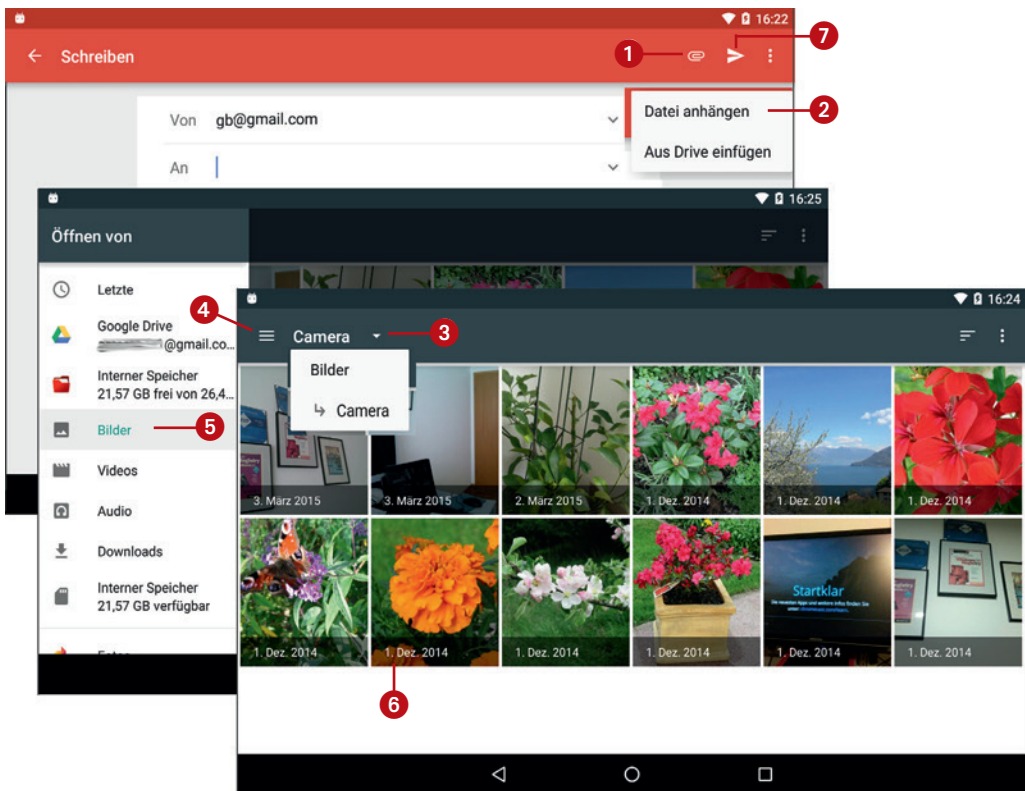 16:22
7
1
Schreiben
Datei anhängen
2
Von gb@gmail.com
Aus Drive einfügen
An
16:25
Öffnen von
Letzte
Google Drive
@gmail.co...
Interner Speicher
21,57 GB frei von 26,4...
Bilder
5
Videos
Audio
Downloads
Interner Speicher
21,57 GB verfügbar
16:24
4
Camera
3
Bilder
Camera
3. März 2015
3. März 2015
2. März 2015
1. Dez. 2014
1. Dez. 2014
1. Dez. 2014
Startklar
1. Dez. 2014
1. Dez. 2014
1. Dez. 2014
1. Dez. 2014
1. Dez. 2014
1. Dez. 2014
6